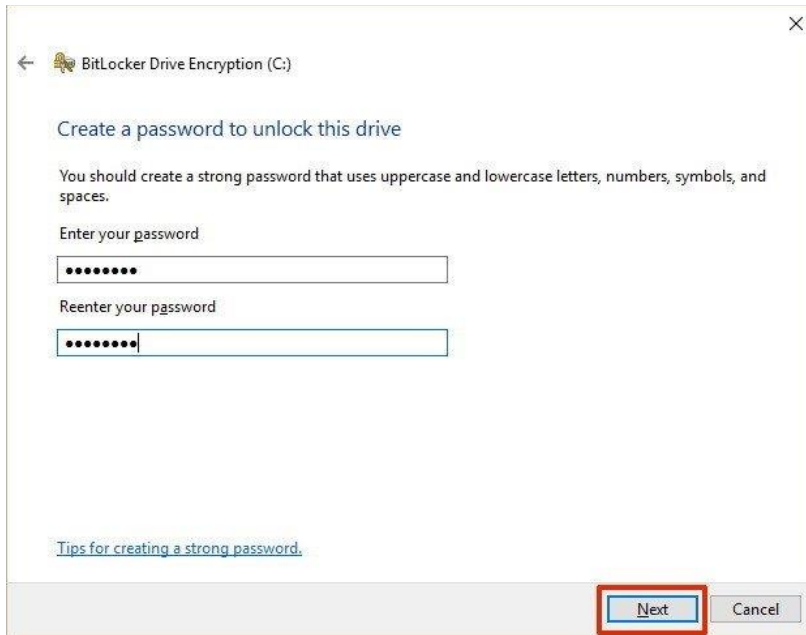 BitLocker Drive Encryption (C:)
Create a password to unlock this drive
You should create a strong password that uses uppercase and lowercase letters, numbers, symbols, and
spaces.
Enter your password
●●●●●●●●
Reenter your password
●●●●●●●●
Tips for creating a strong password.
Next Cancel